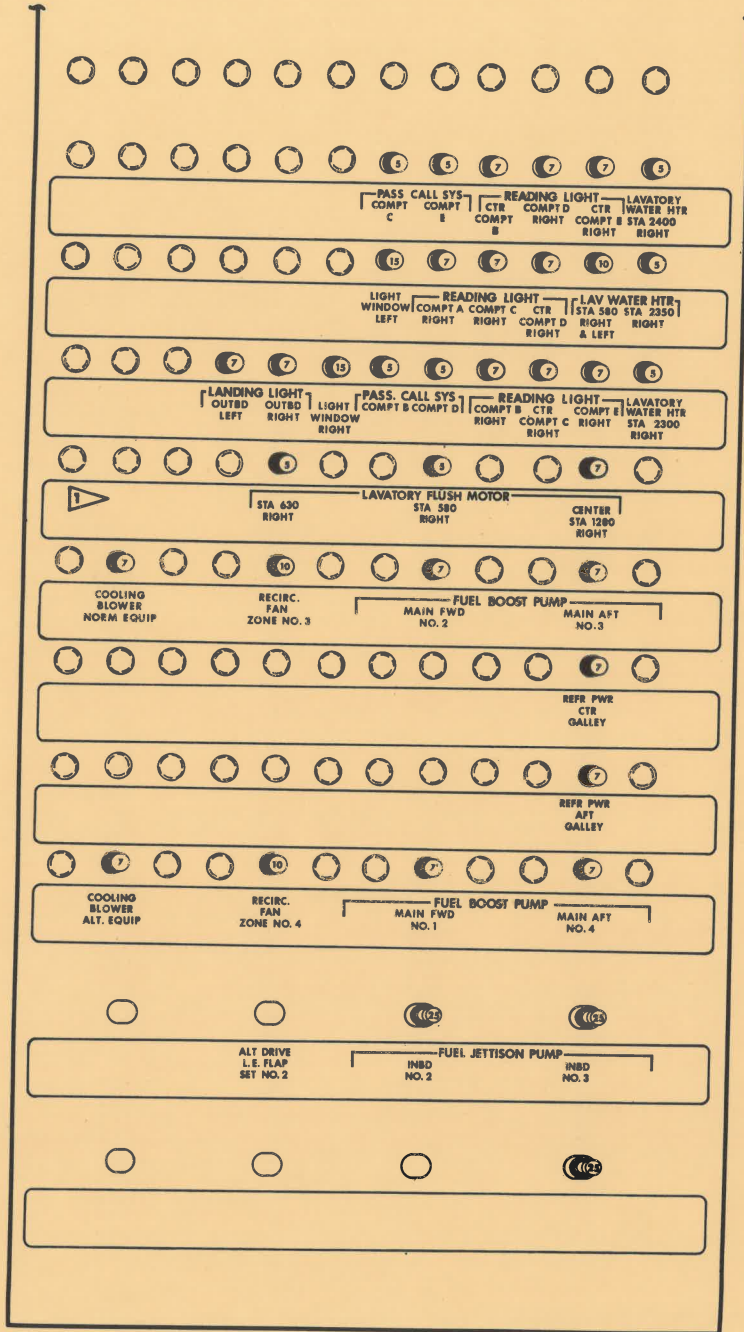 5 5 7 7 7 5
PASS CALL SYS READING LIGHT LAVATORY
COMPT COMPT CTR COMPT D CTR WATER HTR
C E COMPT RIGHT COMPT E STA 2400
B RIGHT RIGHT
15 7 7 7 10 5
LIGHT READING LIGHT LAV WATER HTR
WINDOW COMPT A COMPT C CTR STA 580 STA 2350
LEFT RIGHT RIGHT COMPT D RIGHT RIGHT
RIGHT & LEFT
7 7 15 5 5 7 7 7 5
LANDING LIGHT PASS. CALL SYS READING LIGHT LAVATORY
OUTBD OUTBD LIGHT COMPT B COMPT D COMPT B CTR COMPT E WATER HTR
LEFT RIGHT WINDOW RIGHT COMPT C RIGHT STA 2300
RIGHT RIGHT RIGHT
5 5 7
1 LAVATORY FLUSH MOTOR
STA 630 STA 580 CENTER
RIGHT RIGHT STA 1280
RIGHT
7 10 7 7
COOLING RECIRC. FUEL BOOST PUMP
BLOWER FAN MAIN FWD MAIN AFT
NORM EQUIP ZONE NO. 3 NO. 2 NO. 3
7
REFR PWR
CTR
GALLEY
7
REFR PWR
AFT
GALLEY
7 10 7 7
COOLING RECIRC. FUEL BOOST PUMP
BLOWER FAN MAIN FWD MAIN AFT
ALT. EQUIP ZONE NO. 4 NO. 1 NO. 4
25 25
ALT DRIVE FUEL JETTISON PUMP
L.E. FLAP INBD INBD
SET NO. 2 NO. 2 NO. 3
25